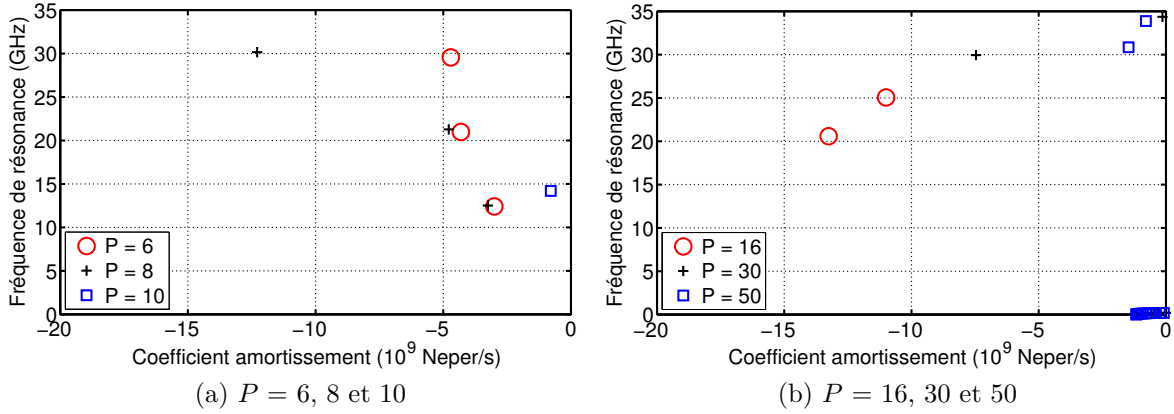 Fréquence de résonance (GHz)
35
30
25
20
15
10
5
0
P = 6
P = 8
P = 10
−20 −15 −10 −5 0
Coefficient amortissement (10⁹ Neper/s)
(a) P = 6, 8 et 10
Fréquence de résonance (GHz)
35
30
25
20
15
10
5
0
P = 16
P = 30
P = 50
−20 −15 −10 −5 0
Coefficient amortissement (10⁹ Neper/s)
(b) P = 16, 30 et 50